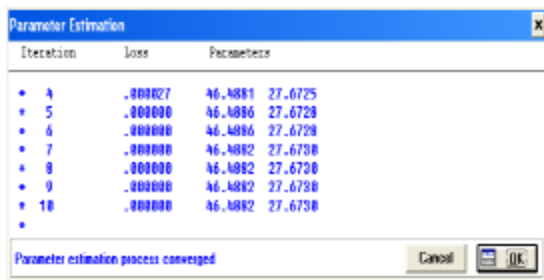 Parameter Estimation x
Iteration Loss Parameters
* 4 .000027 46.4881 27.6725
* 5 .000000 46.4886 27.6728
* 6 .000000 46.4886 27.6728
* 7 .000000 46.4882 27.6730
* 8 .000000 46.4882 27.6730
* 9 .000000 46.4882 27.6730
* 10 .000000 46.4882 27.6730
*
Parameter estimation process converged Cancel OK